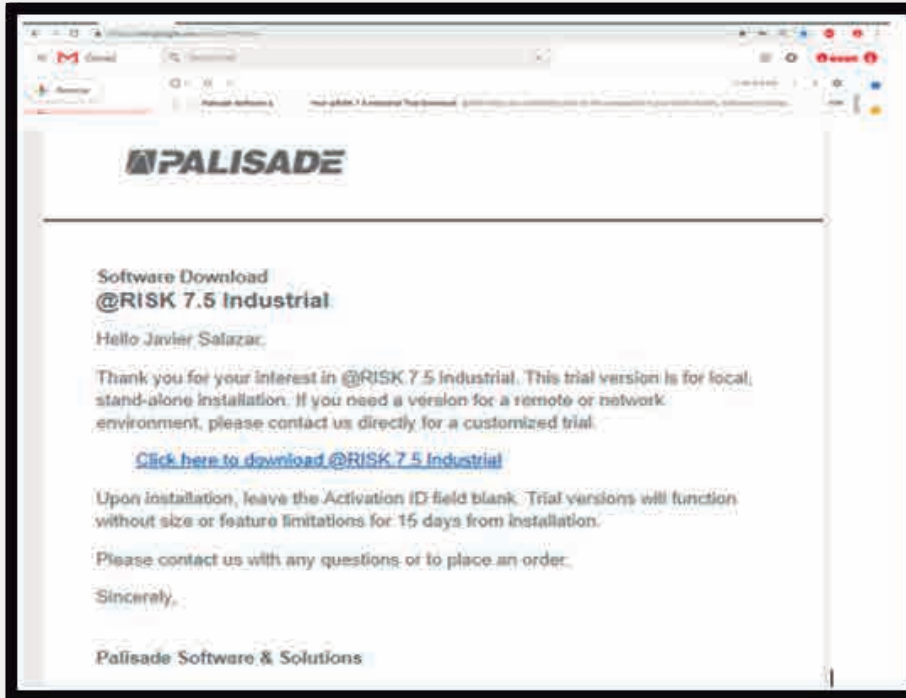 Gmail
PALISADE
Software Download
@RISK 7.5 Industrial
Hello Javier Salazar,
Thank you for your interest in @RISK 7.5 Industrial. This trial version is for local,
stand-alone installation. If you need a version for a remote or network
environment, please contact us directly for a customized trial.
Click here to download @RISK 7.5 Industrial
Upon installation, leave the Activation ID field blank. Trial versions will function
without size or feature limitations for 15 days from installation.
Please contact us with any questions or to place an order.
Sincerely,
Palisade Software & Solutions